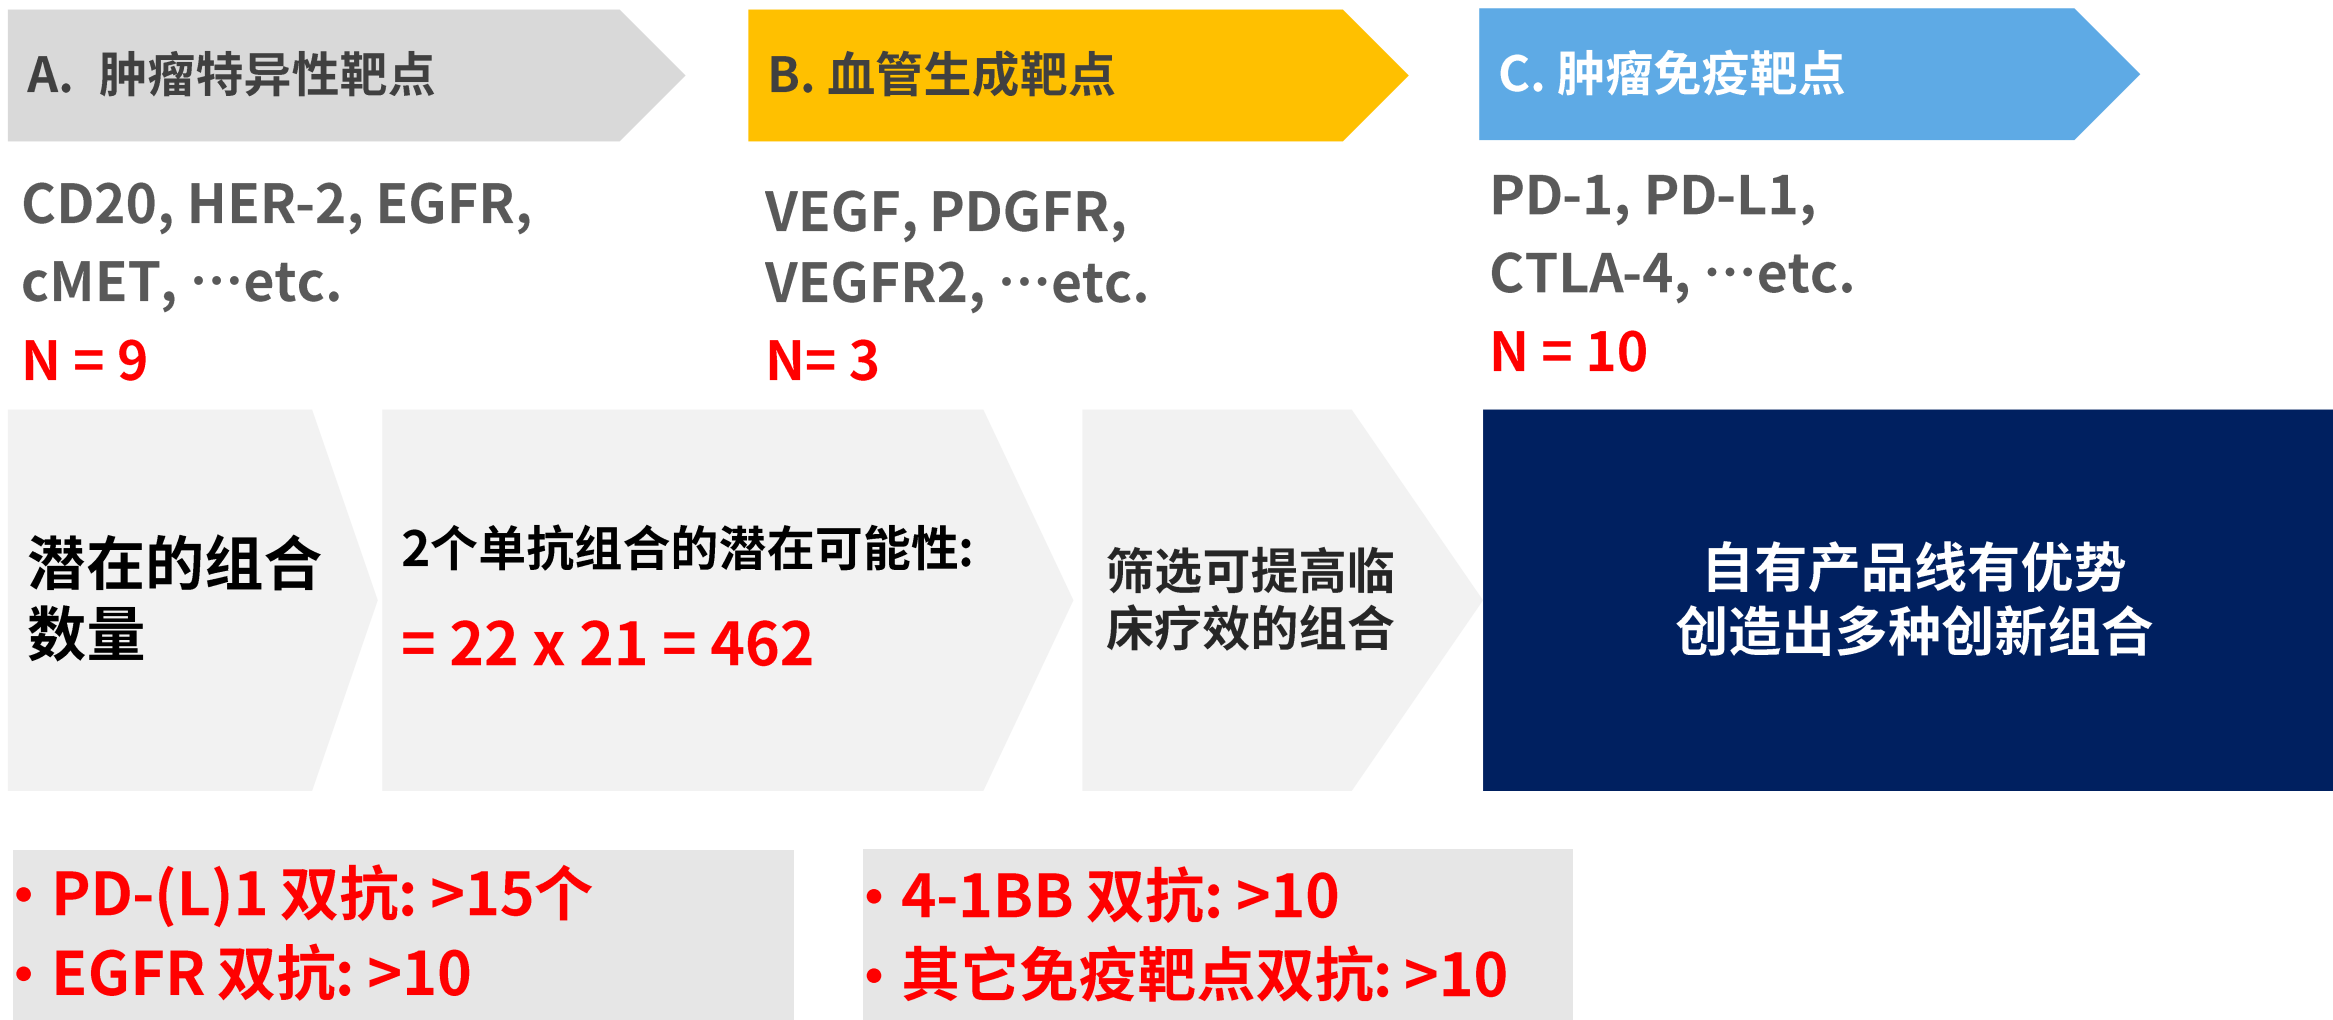 A. 肿瘤特异性靶点
CD20, HER-2, EGFR,
cMET, …etc.
N = 9
B. 血管生成靶点
VEGF, PDGFR,
VEGFR2, …etc.
N= 3
C. 肿瘤免疫靶点
PD-1, PD-L1,
CTLA-4, …etc.
N = 10
潜在的组合
数量
2个单抗组合的潜在可能性:
= 22 x 21 = 462
筛选可提高临
床疗效的组合
自有产品线有优势
创造出多种创新组合
• PD-(L)1 双抗: >15个
• EGFR 双抗: >10
• 4-1BB 双抗: >10
• 其它免疫靶点双抗: >10